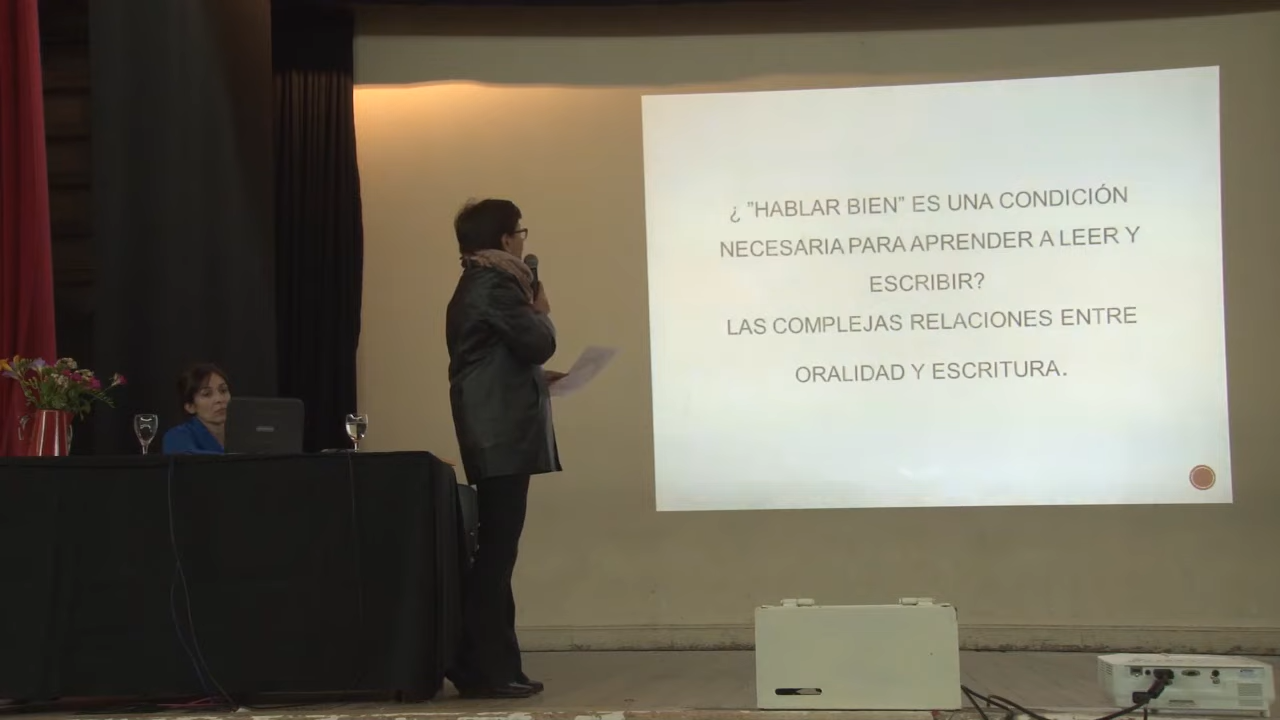 ¿ ”HABLAR BIEN” ES UNA CONDICIÓN
NECESARIA PARA APRENDER A LEER Y
ESCRIBIR?
LAS COMPLEJAS RELACIONES ENTRE
ORALIDAD Y ESCRITURA.